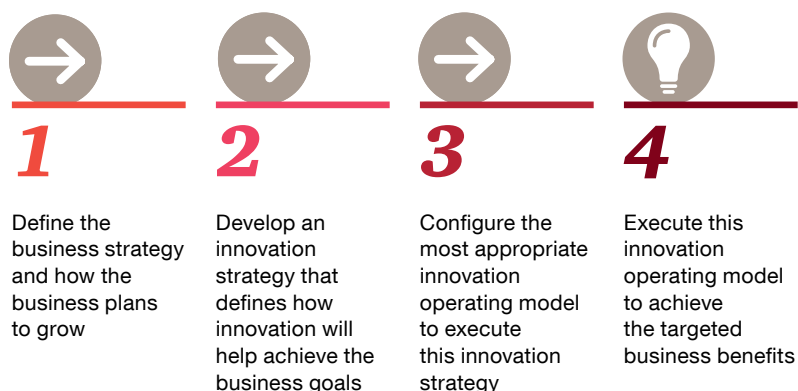 1
Define the
business strategy
and how the
business plans
to grow
2
Develop an
innovation
strategy that
defines how
innovation will
help achieve the
business goals
3
Configure the
most appropriate
innovation
operating model
to execute
this innovation
strategy
4
Execute this
innovation
operating model
to achieve
the targeted
business benefits